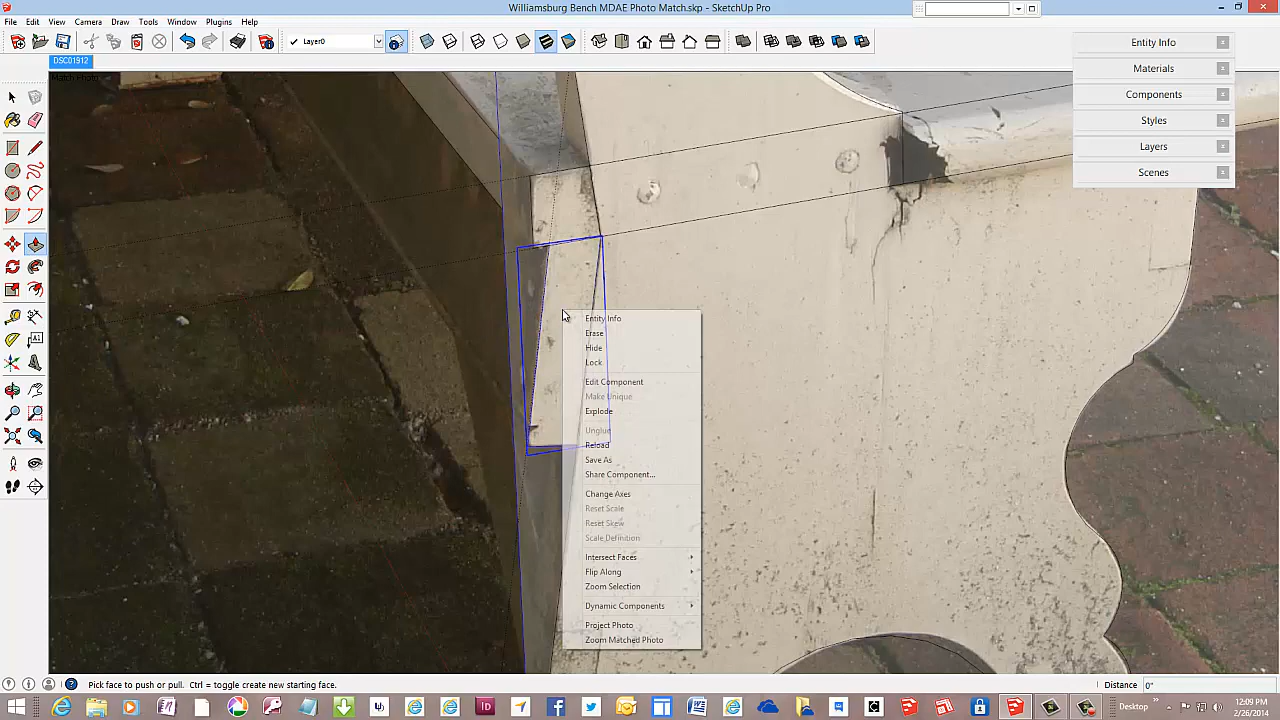 Williamsburg Bench MDAE Photo Match.skp - SketchUp Pro
File Edit View Camera Draw Tools Window Plugins Help
Layer0
DSC01912
Match Photo
Entity Info
Materials
Components
Styles
Layers
Scenes
Entity Info
Erase
Hide
Lock
Edit Component
Make Unique
Explode
Unglue
Reload
Save As
Share Component...
Change Axes
Reset Scale
Reset Skew
Scale Definition
Intersect Faces
Flip Along
Zoom Selection
Dynamic Components
Project Photo
Zoom Matched Photo
Pick face to push or pull. Ctrl = toggle create new starting face.
Distance 0"
Desktop
12:09 PM
2/26/2014